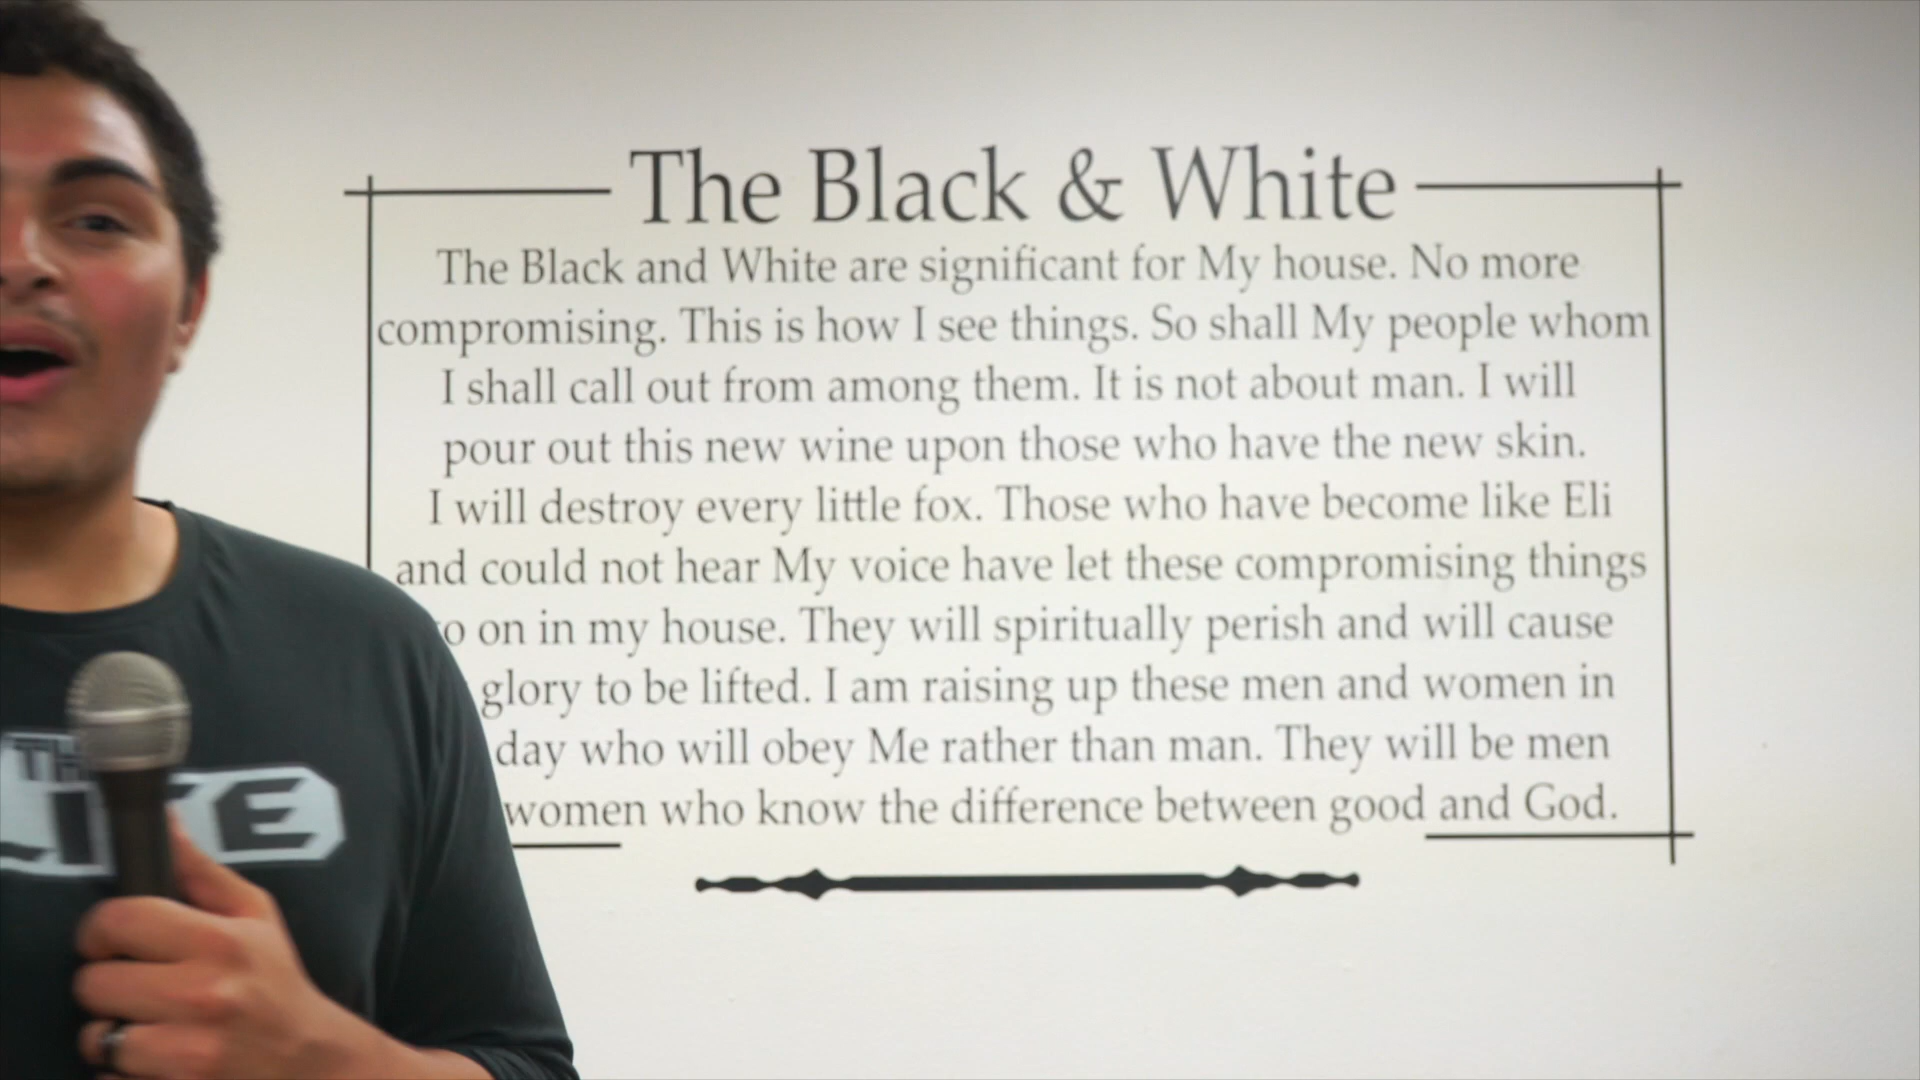 The Black & White
The Black and White are significant for My house. No more
compromising. This is how I see things. So shall My people whom
I shall call out from among them. It is not about man. I will
pour out this new wine upon those who have the new skin.
I will destroy every little fox. Those who have become like Eli
and could not hear My voice have let these compromising things
on in my house. They will spiritually perish and will cause
glory to be lifted. I am raising up these men and women in
day who will obey Me rather than man. They will be men
women who know the difference between good and God.